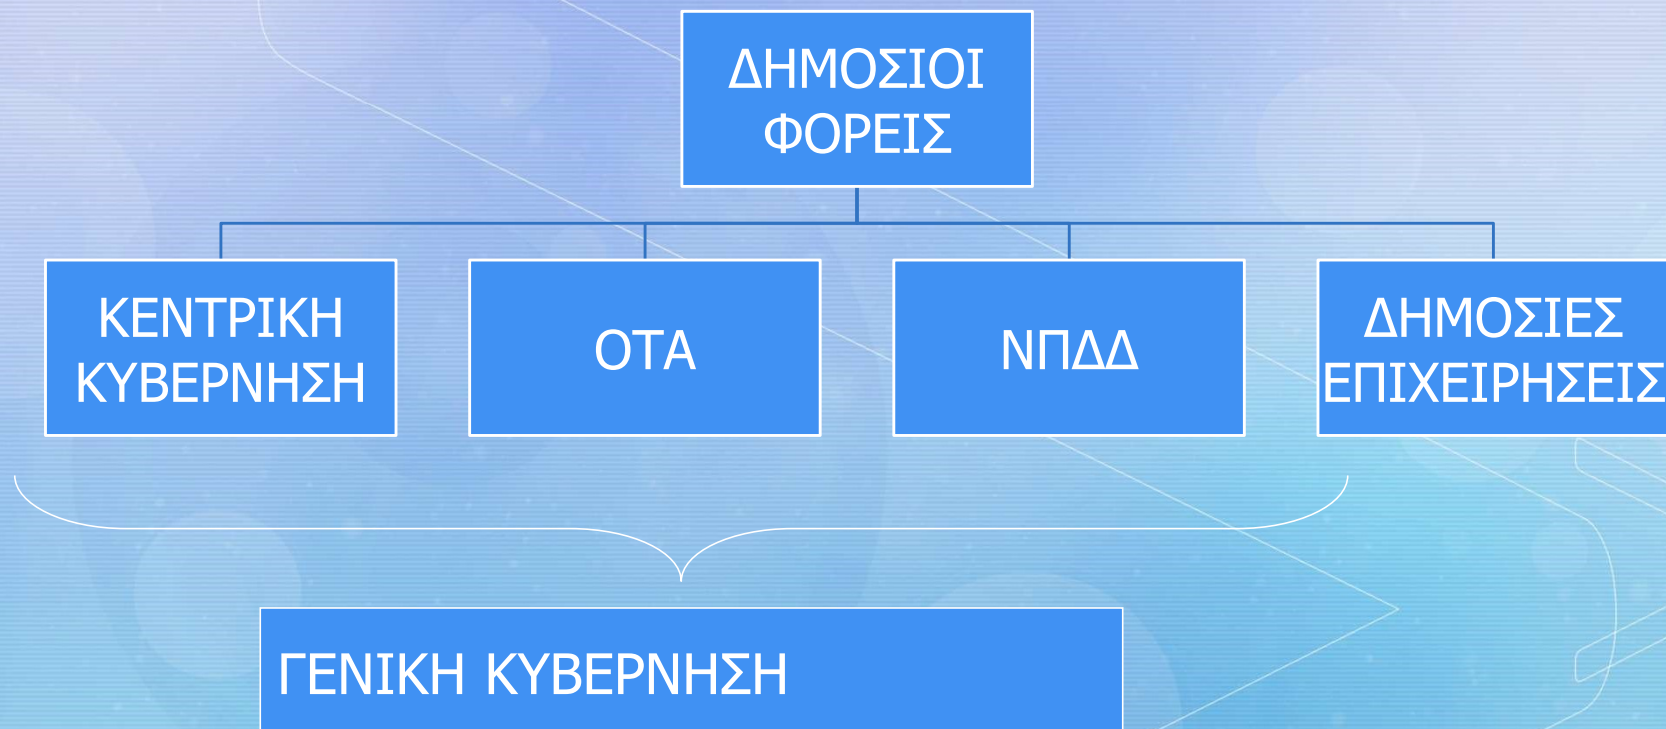 ΔΗΜΟΣΙΟΙ
ΦΟΡΕΙΣ
ΚΕΝΤΡΙΚΗ
ΚΥΒΕΡΝΗΣΗ
ΟΤΑ
ΝΠΔΔ
ΔΗΜΟΣΙΕΣ
ΕΠΙΧΕΙΡΗΣΕΙΣ
ΓΕΝΙΚΗ ΚΥΒΕΡΝΗΣΗ